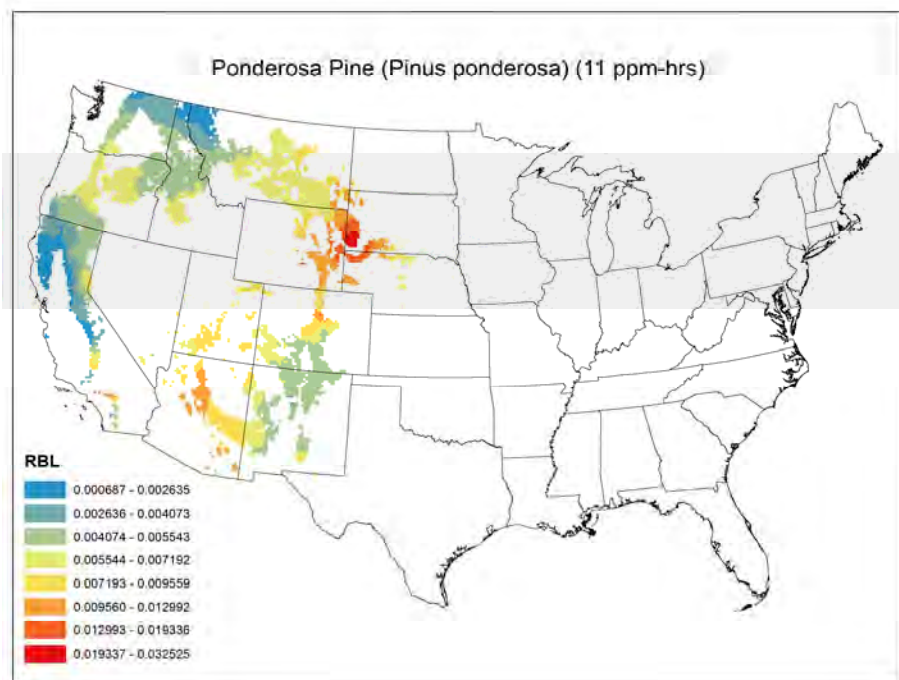 Ponderosa Pine (Pinus ponderosa) (11 ppm-hrs)
RBL
0.000687 - 0.002635
0.002636 - 0.004073
0.004074 - 0.005543
0.005544 - 0.007192
0.007193 - 0.009559
0.009560 - 0.012992
0.012993 - 0.019336
0.019337 - 0.032525